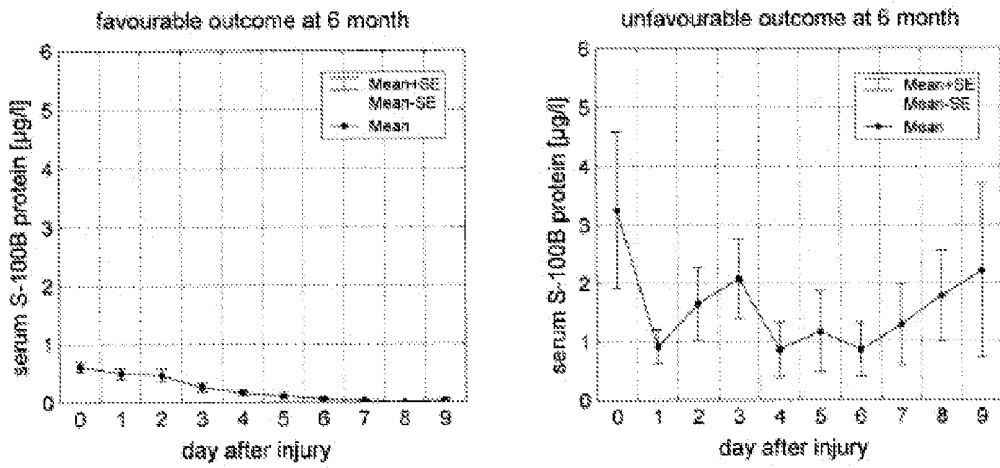 favourable outcome at 6 month
6
5
4
3
2
1
0
serum S-100B protein [µg/l]
Mean+SE
Mean-SE
Mean
0 1 2 3 4 5 6 7 8 9
day after injury
unfavourable outcome at 6 month
6
5
4
3
2
1
0
serum S-100B protein [µg/l]
Mean+SE
Mean-SE
Mean
0 1 2 3 4 5 6 7 8 9
day after injury